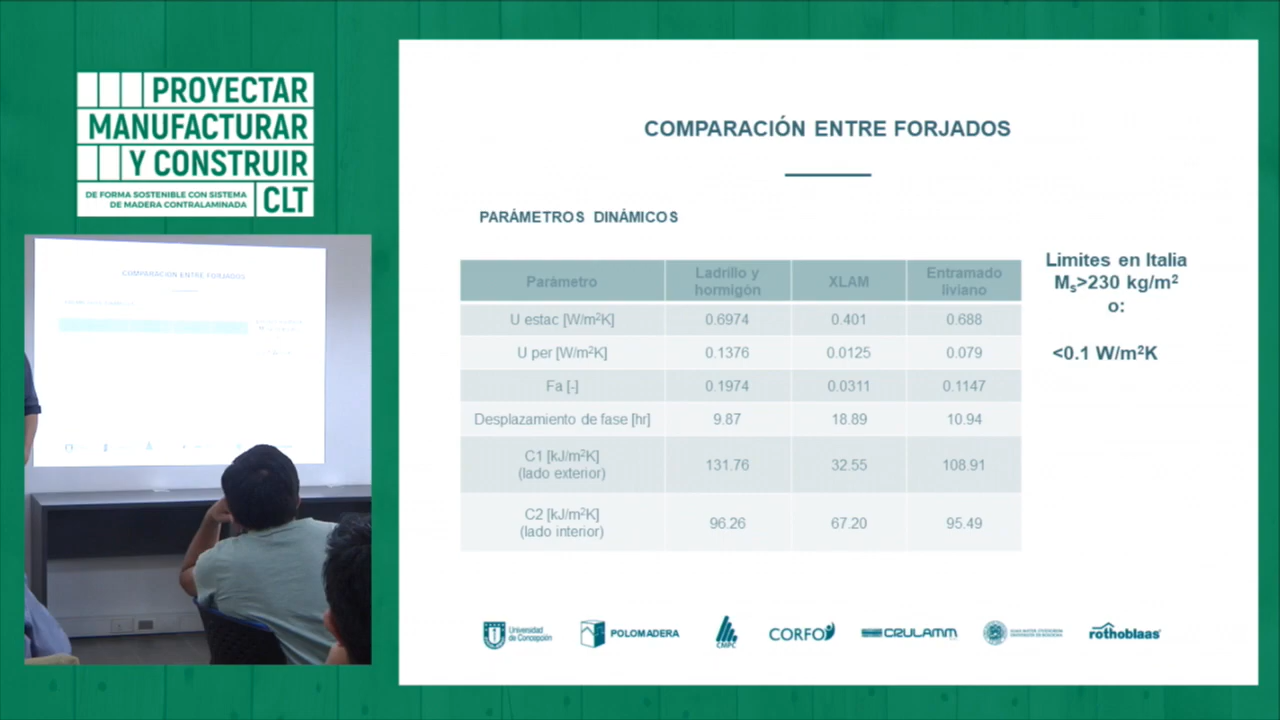 PROYECTAR
MANUFACTURAR
Y CONSTRUIR
DE FORMA SOSTENIBLE CON SISTEMA
DE MADERA CONTRALAMINADA
CLT
COMPARACIÓN ENTRE FORJADOS
COMPARACIÓN ENTRE FORJADOS
PARÁMETROS DINÁMICOS
Parámetro Ladrillo y hormigón XLAM Entramado liviano
U estac [W/m²K] 0.6974 0.401 0.688
U per [W/m²K] 0.1376 0.0125 0.079
Fa [-] 0.1974 0.0311 0.1147
Desplazamiento de fase [hr] 9.87 18.89 10.94
C1 [kJ/m²K] (lado exterior) 131.76 32.55 108.91
C2 [kJ/m²K] (lado interior) 96.26 67.20 95.49
Limites en Italia
Ms>230 kg/m²
o:
<0.1 W/m²K
Universidad de Concepción
POLOMADERA
CMPC
CORFO
CRULAMM
rothoblaas